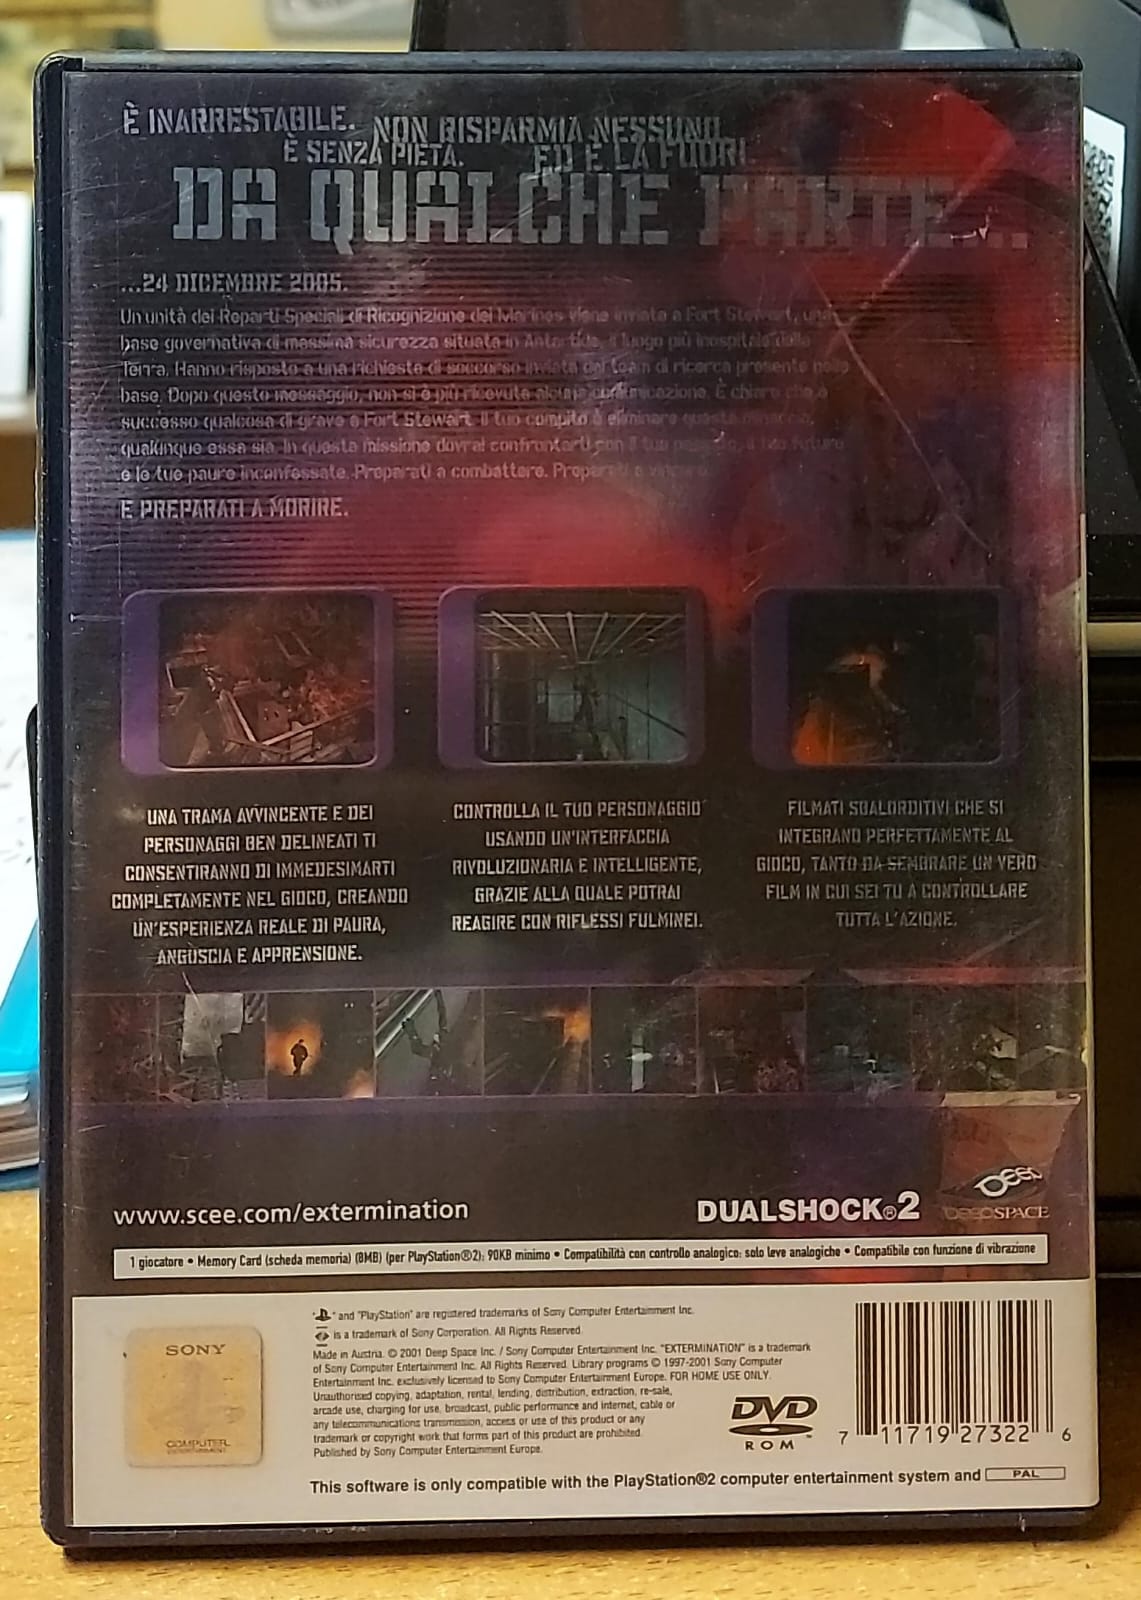 È INARRESTABILE.
NON RISPARMIA NESSUNO.
È SENZA PIETA.
ED È LA FUORI
DA QUALCHE PARTE...
...24 DICEMBRE 2005.
Un unità dei Reparti Speciali di Ricognizione dei Marines viene inviata a Fort Stewart, una
base governativa di massima sicurezza situata in Antartide, il luogo più inospitale della
Terra. Hanno risposto a una richiesta di soccorso inviata dal team di ricerca presente nella
base. Dopo questo messaggio, non si è più ricevuta alcuna comunicazione. È chiaro che è
successo qualcosa di grave a Fort Stewart. Il tuo compito è eliminare questa minaccia,
qualunque essa sia. In questa missione dovrai confrontarti con il tuo passato, il tuo futuro
e le tue paure inconfessate. Preparati a combattere. Preparati a vincere.
E PREPARATI A MORIRE.
UNA TRAMA AVVINCENTE E DEI
PERSONAGGI BEN DELINEATI TI
CONSENTIRANNO DI IMMEDESIMARTI
COMPLETAMENTE NEL GIOCO, CREANDO
UN'ESPERIENZA REALE DI PAURA,
ANGOSCIA E APPRENSIONE.
CONTROLLA IL TUO PERSONAGGIO
USANDO UN'INTERFACCIA
RIVOLUZIONARIA E INTELLIGENTE,
GRAZIE ALLA QUALE POTRAI
REAGIRE CON RIFLESSI FULMINEI.
FILMATI SBALORDITIVI CHE SI
INTEGRANO PERFETTAMENTE AL
GIOCO, TANTO DA SEMBRARE UN VERO
FILM IN CUI SEI TU A CONTROLLARE
TUTTA L'AZIONE.
www.scee.com/extermination
DUALSHOCK®2
DEEP
DEEPSPACE
1 giocatore • Memory Card (scheda memoria) (8MB) (per PlayStation®2): 90KB minimo • Compatibilità con controllo analogico: solo leve analogiche • Compatibile con funzione di vibrazione
SONY
COMPUTER
ENTERTAINMENT
" " and "PlayStation" are registered trademarks of Sony Computer Entertainment Inc.
is a trademark of Sony Corporation. All Rights Reserved.
Made in Austria. © 2001 Deep Space Inc. / Sony Computer Entertainment Inc. "EXTERMINATION" is a trademark
of Sony Computer Entertainment Inc. All Rights Reserved. Library programs © 1997-2001 Sony Computer
Entertainment Inc. exclusively licensed to Sony Computer Entertainment Europe. FOR HOME USE ONLY.
Unauthorised copying, adaptation, rental, lending, distribution, extraction, re-sale,
arcade use, charging for use, broadcast, public performance and internet, cable or
any telecommunications transmission, access or use of this product or any
trademark or copyright work that forms part of this product are prohibited.
Published by Sony Computer Entertainment Europe.
DVD
ROM
7 11719 27322 6
This software is only compatible with the PlayStation®2 computer entertainment system and PAL